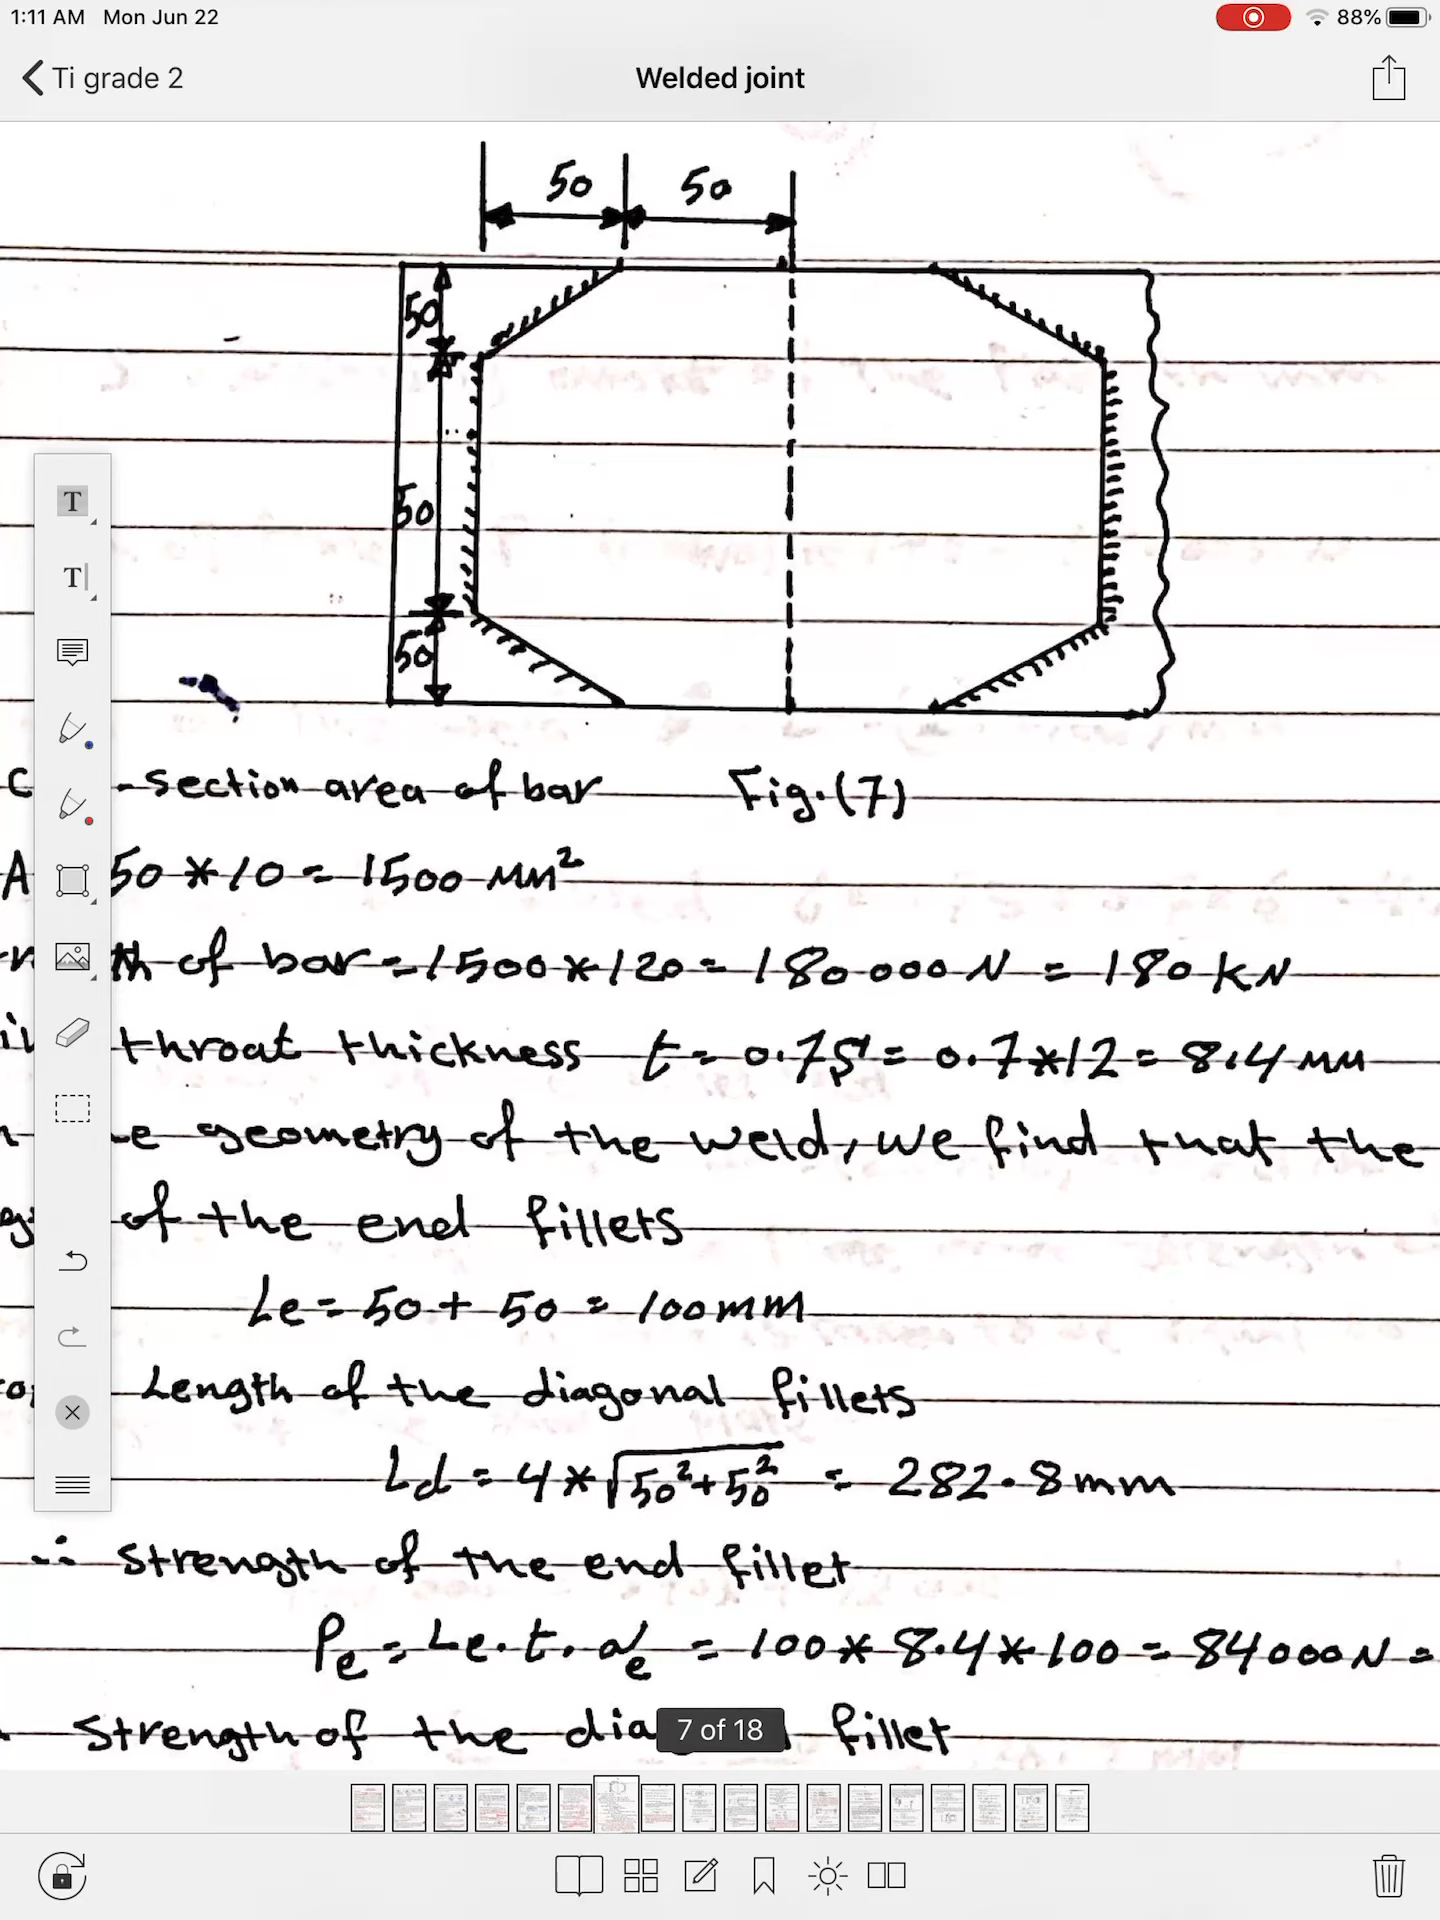 1:11 AM Mon Jun 22
88%
Ti grade 2
Welded joint
50 50
50
50
50
-section area of bar Fig.(7)
A 50 * 10 = 1500 mm²
th of bar = 1500 * 120 = 180 000 N = 180 kN
throat thickness t = 0.7S = 0.7 * 12 = 8.4 mm
geometry of the weld, we find that the
of the end fillets
Le = 50 + 50 = 100 mm
Length of the diagonal fillets
Ld = 4 * √50² + 50² = 282.8 mm
∴ strength of the end fillet
Pe = Le . t . σe = 100 * 8.4 * 100 = 84000 N =
strength of the dia fillet
7 of 18
T
T